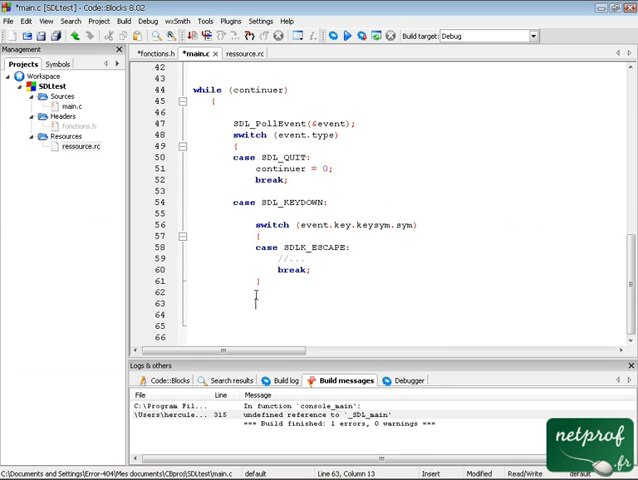 *main.c [SDLtest] - Code::Blocks 8.02
File Edit View Search Project Build Debug wxSmith Tools Plugins Settings Help
Build target: Debug
Management
Projects Symbols
Workspace
SDLtest
Sources
main.c
Headers
fonctions.h
Resources
ressource.rc
*fonctions.h *main.c ressource.rc
42
43
44 while (continuer)
45 {
46
47 SDL_PollEvent(&event);
48 switch (event.type)
49 {
50 case SDL_QUIT:
51 continuer = 0;
52 break;
53
54 case SDL_KEYDOWN:
55
56 switch (event.key.keysym.sym)
57 {
58 case SDLK_ESCAPE:
59 //...
60 break;
61 }
62
63
64
65
66
Logs & others
Code::Blocks Search results Build log Build messages Debugger
File Line Message
C:\Program Fil... In function `console_main':
\Users\hercule... 315 undefined reference to `_SDL_main'
=== Build finished: 1 errors, 0 warnings ===
C:\Documents and Settings\Error-404\Mes documents\CBproj\SDLtest\main.c default Line 63, Column 13 Insert Modified Read/Write default
netprof
.fr